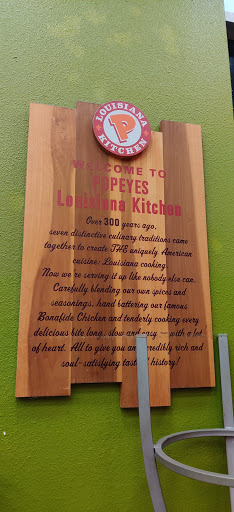 LOUISIANA
P
KITCHEN
WELCOME TO
POPEYES
Louisiana Kitchen
Over 300 years ago,
seven distinctive culinary traditions came
together to create THE uniquely American
cuisine: Louisiana cooking.
Now we're serving it up like nobody else can.
Carefully blending our own spices and
seasonings, hand battering our famous
Bonafide Chicken and tenderly cooking every
delicious bite long, slow and easy — with a lot
of heart. All to give you an incredibly rich and
soul-satisfying taste of history!